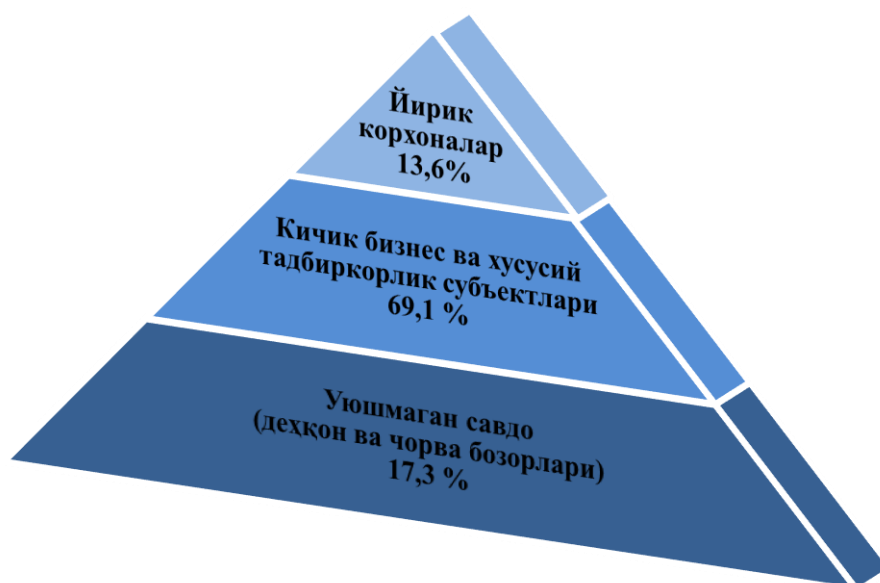 Йирик
корхоналар
13,6%
Кичик бизнес ва хусусий
тадбиркорлик субъектлари
69,1 %
Уюшмаган савдо
(деҳқон ва чорва бозорлари)
17,3 %